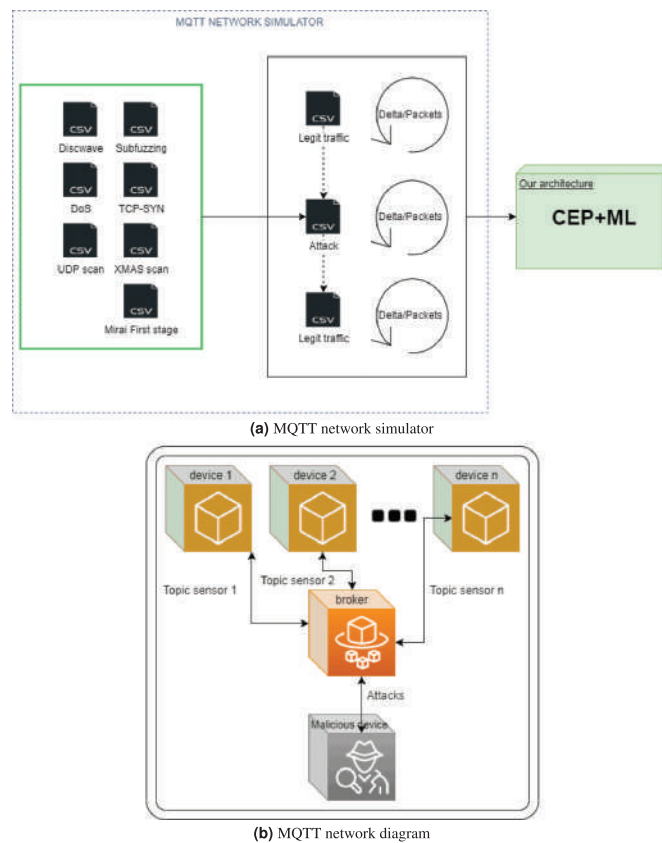 MQTT NETWORK SIMULATOR
CSV
CSV
Discwave
Subfuzzing
CSV
CSV
DoS
TCP-SYN
CSV
CSV
UDP scan
XMAS scan
CSV
Mirai First stage
CSV
Legit traffic
Delta/Packets
CSV
Attack
Delta/Packets
CSV
Legit traffic
Delta/Packets
Our architecture
CEP+ML
(a) MQTT network simulator
device 1
device 2
device n
Topic sensor 1
Topic sensor 2
Topic sensor n
broker
Attacks
Malicious device
(b) MQTT network diagram